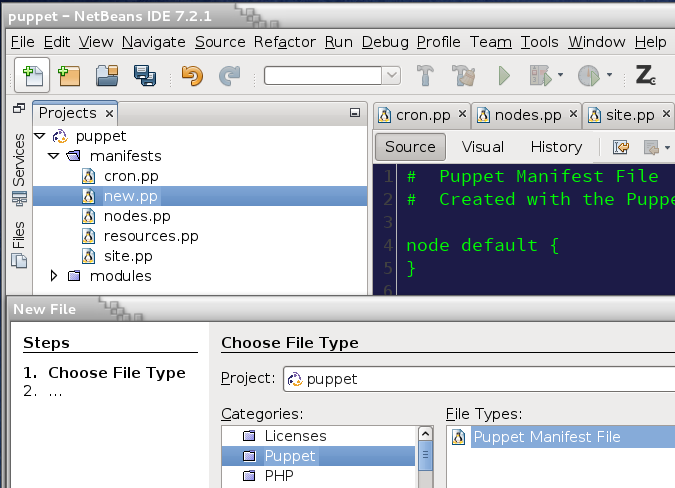 puppet – NetBeans IDE 7.2.1
File Edit View Navigate Source Refactor Run Debug Profile Team Tools Window Help
Projects
cron.pp nodes.pp site.pp
puppet
manifests
cron.pp
new.pp
nodes.pp
resources.pp
site.pp
modules
Services
Files
Source Visual History
1 # Puppet Manifest File
2 # Created with the Puppe
3
4 node default {
5 }
6
New File
Steps
1. Choose File Type
2. ...
Choose File Type
Project: puppet
Categories:
Licenses
Puppet
PHP
File Types:
Puppet Manifest File